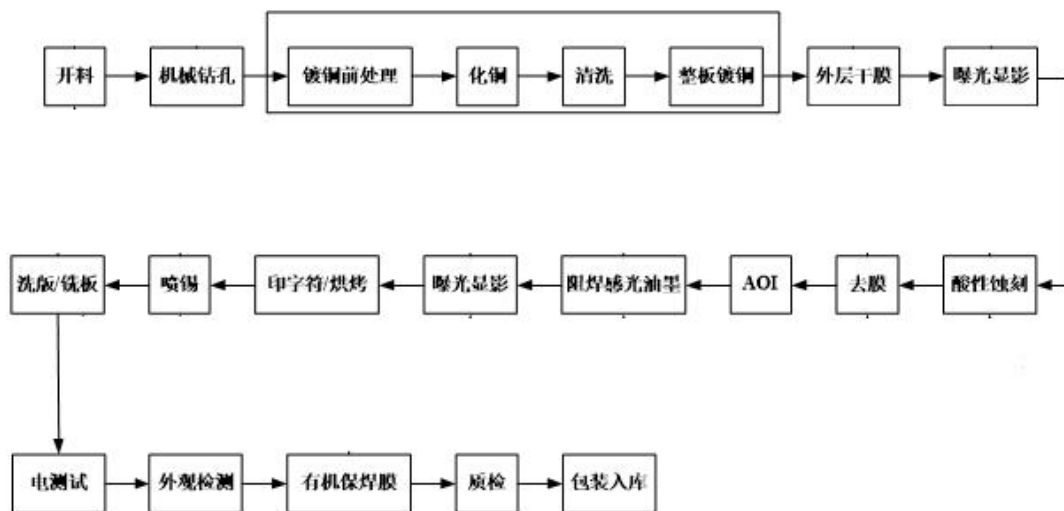 开料
机械钻孔
镀铜前处理
化铜
清洗
整板镀铜
外层干膜
曝光显影
酸性蚀刻
去膜
AOI
阻焊感光油墨
曝光显影
印字符/烘烤
喷锡
洗版/铣板
电测试
外观检测
有机保焊膜
质检
包装入库